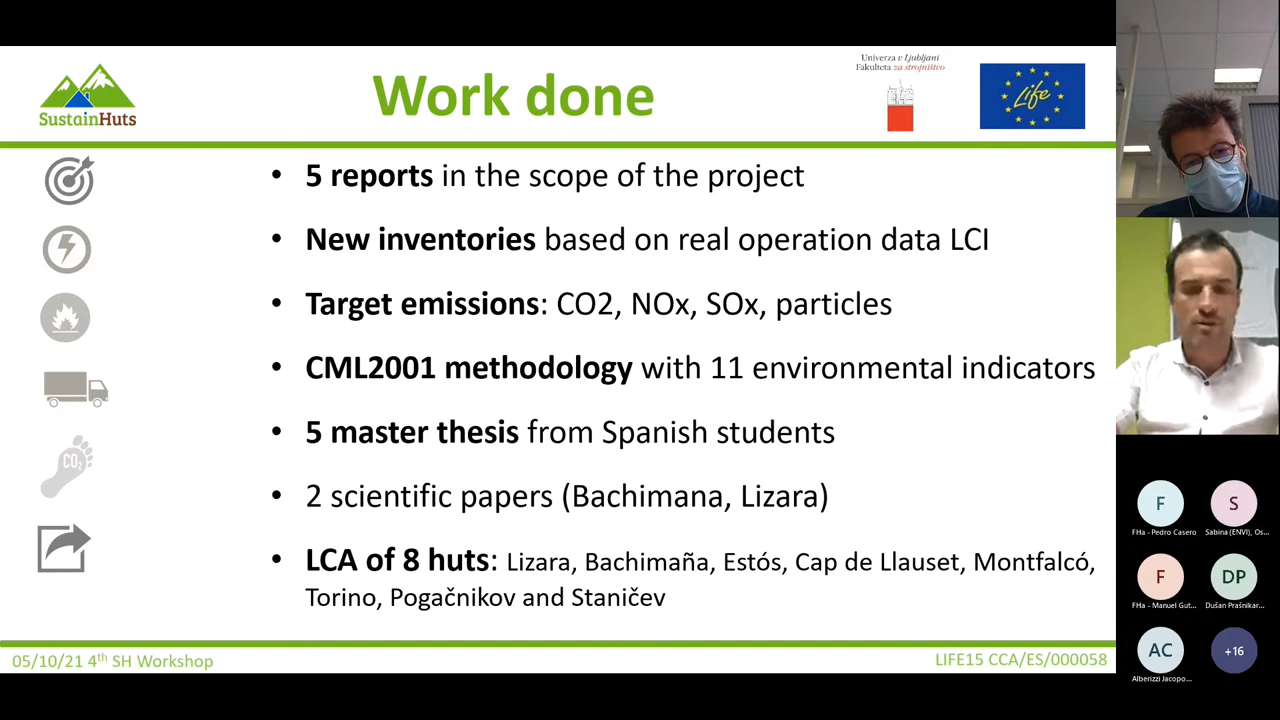 SustainHuts
Work done
Univerza v Ljubljani
Fakulteta za strojništvo
Life
• 5 reports in the scope of the project
• New inventories based on real operation data LCI
• Target emissions: CO2, NOx, SOx, particles
• CML2001 methodology with 11 environmental indicators
• 5 master thesis from Spanish students
• 2 scientific papers (Bachimana, Lizara)
• LCA of 8 huts: Lizara, Bachimaña, Estós, Cap de Llauset, Montfalcó,
Torino, Pogačnikov and Staničev
CO2
05/10/21 4th SH Workshop
LIFE15 CCA/ES/000058
F
S
FHa - Pedro Casero
Sabina (ENVI), Os...
F
DP
FHa - Manuel Gut...
Dušan Prašnikar...
AC
+16
Alberizzi Jacopo...